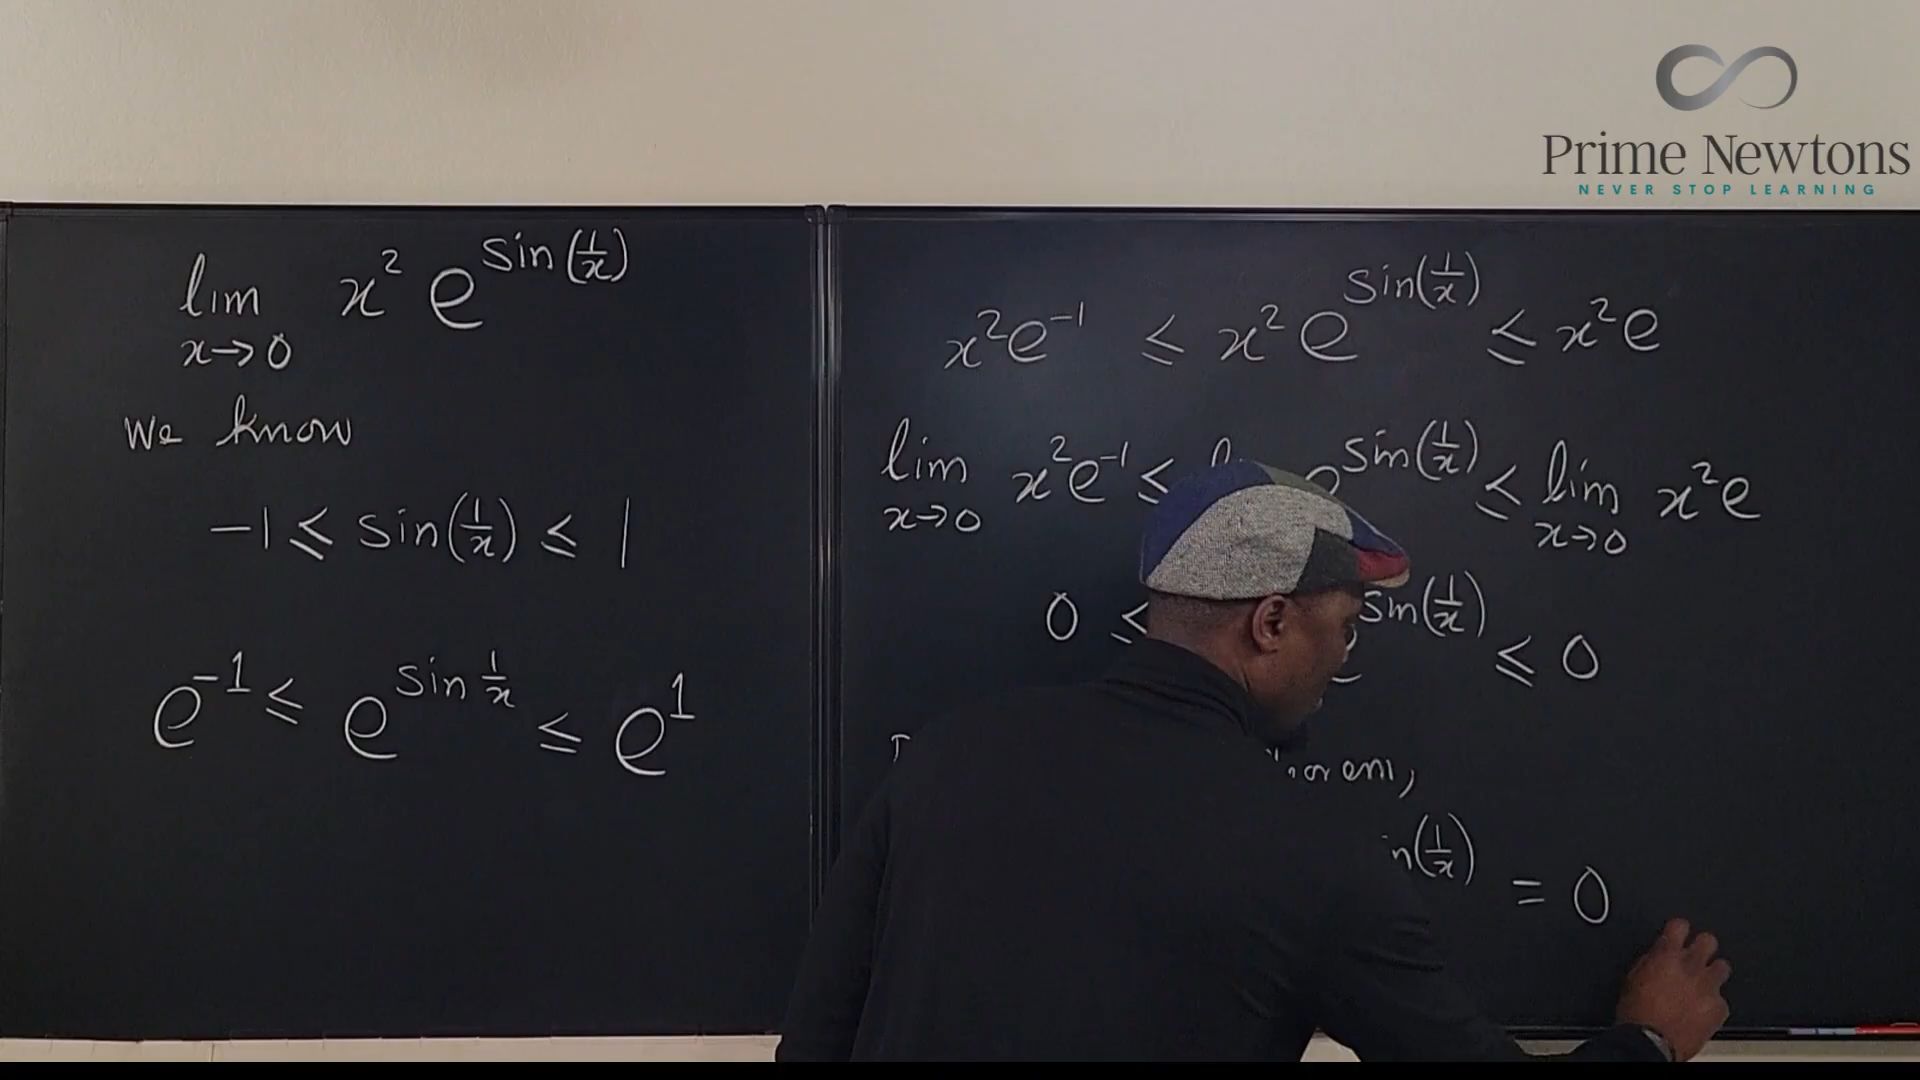 Prime Newtons
NEVER STOP LEARNING
lim x→0 x² e^sin(1/x)
We know
-1 ≤ sin(1/x) ≤ 1
e^-1 ≤ e^sin 1/x ≤ e^1
x²e^-1 ≤ x² e^sin(1/x) ≤ x²e
lim x→0 x²e^-1 ≤ e^sin(1/x) ≤ lim x→0 x²e
0 ≤ sin(1/x) ≤ 0
(1/x) = 0